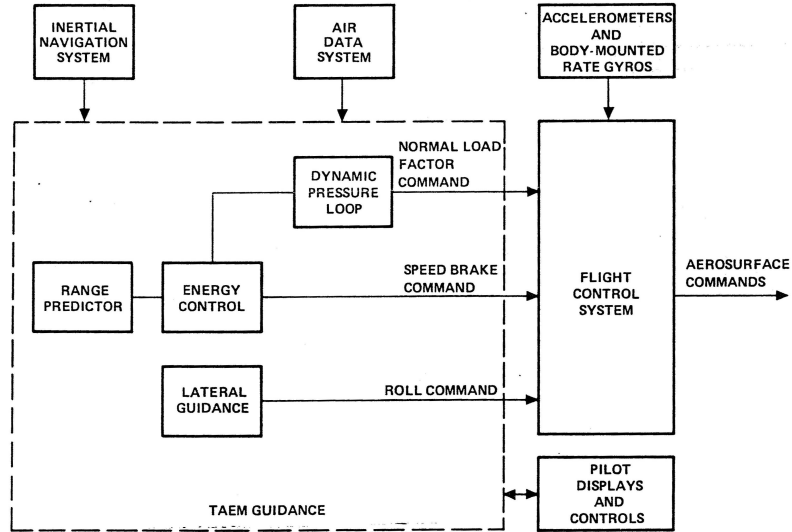 INERTIAL
NAVIGATION
SYSTEM
AIR
DATA
SYSTEM
ACCELEROMETERS
AND
BODY-MOUNTED
RATE GYROS
NORMAL LOAD
FACTOR
COMMAND
DYNAMIC
PRESSURE
LOOP
RANGE
PREDICTOR
ENERGY
CONTROL
SPEED BRAKE
COMMAND
FLIGHT
CONTROL
SYSTEM
AEROSURFACE
COMMANDS
LATERAL
GUIDANCE
ROLL COMMAND
TAEM GUIDANCE
PILOT
DISPLAYS
AND
CONTROLS